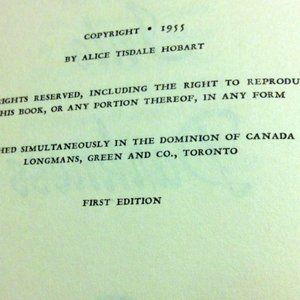 COPYRIGHT • 1955
BY ALICE TISDALE HOBART
RIGHTS RESERVED, INCLUDING THE RIGHT TO REPRODU
HIS BOOK, OR ANY PORTION THEREOF, IN ANY FORM
HED SIMULTANEOUSLY IN THE DOMINION OF CANADA
LONGMANS, GREEN AND CO., TORONTO
FIRST EDITION